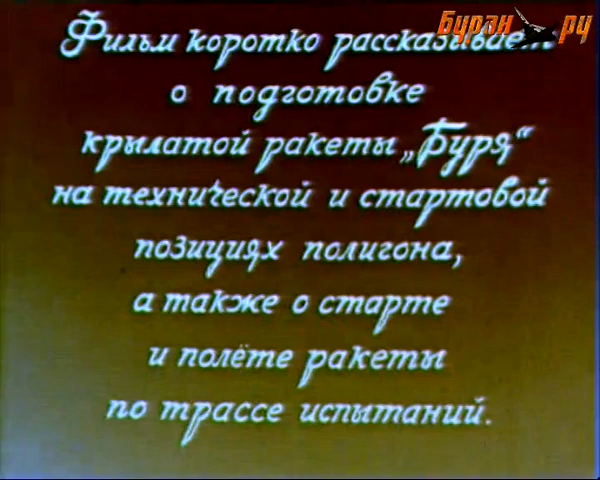 Буран.ру
Фильм коротко рассказывает
о подготовке
крылатой ракеты „Буря“
на технической и стартовой
позициях полигона,
а также о старте
и полёте ракеты
по трассе испытаний.